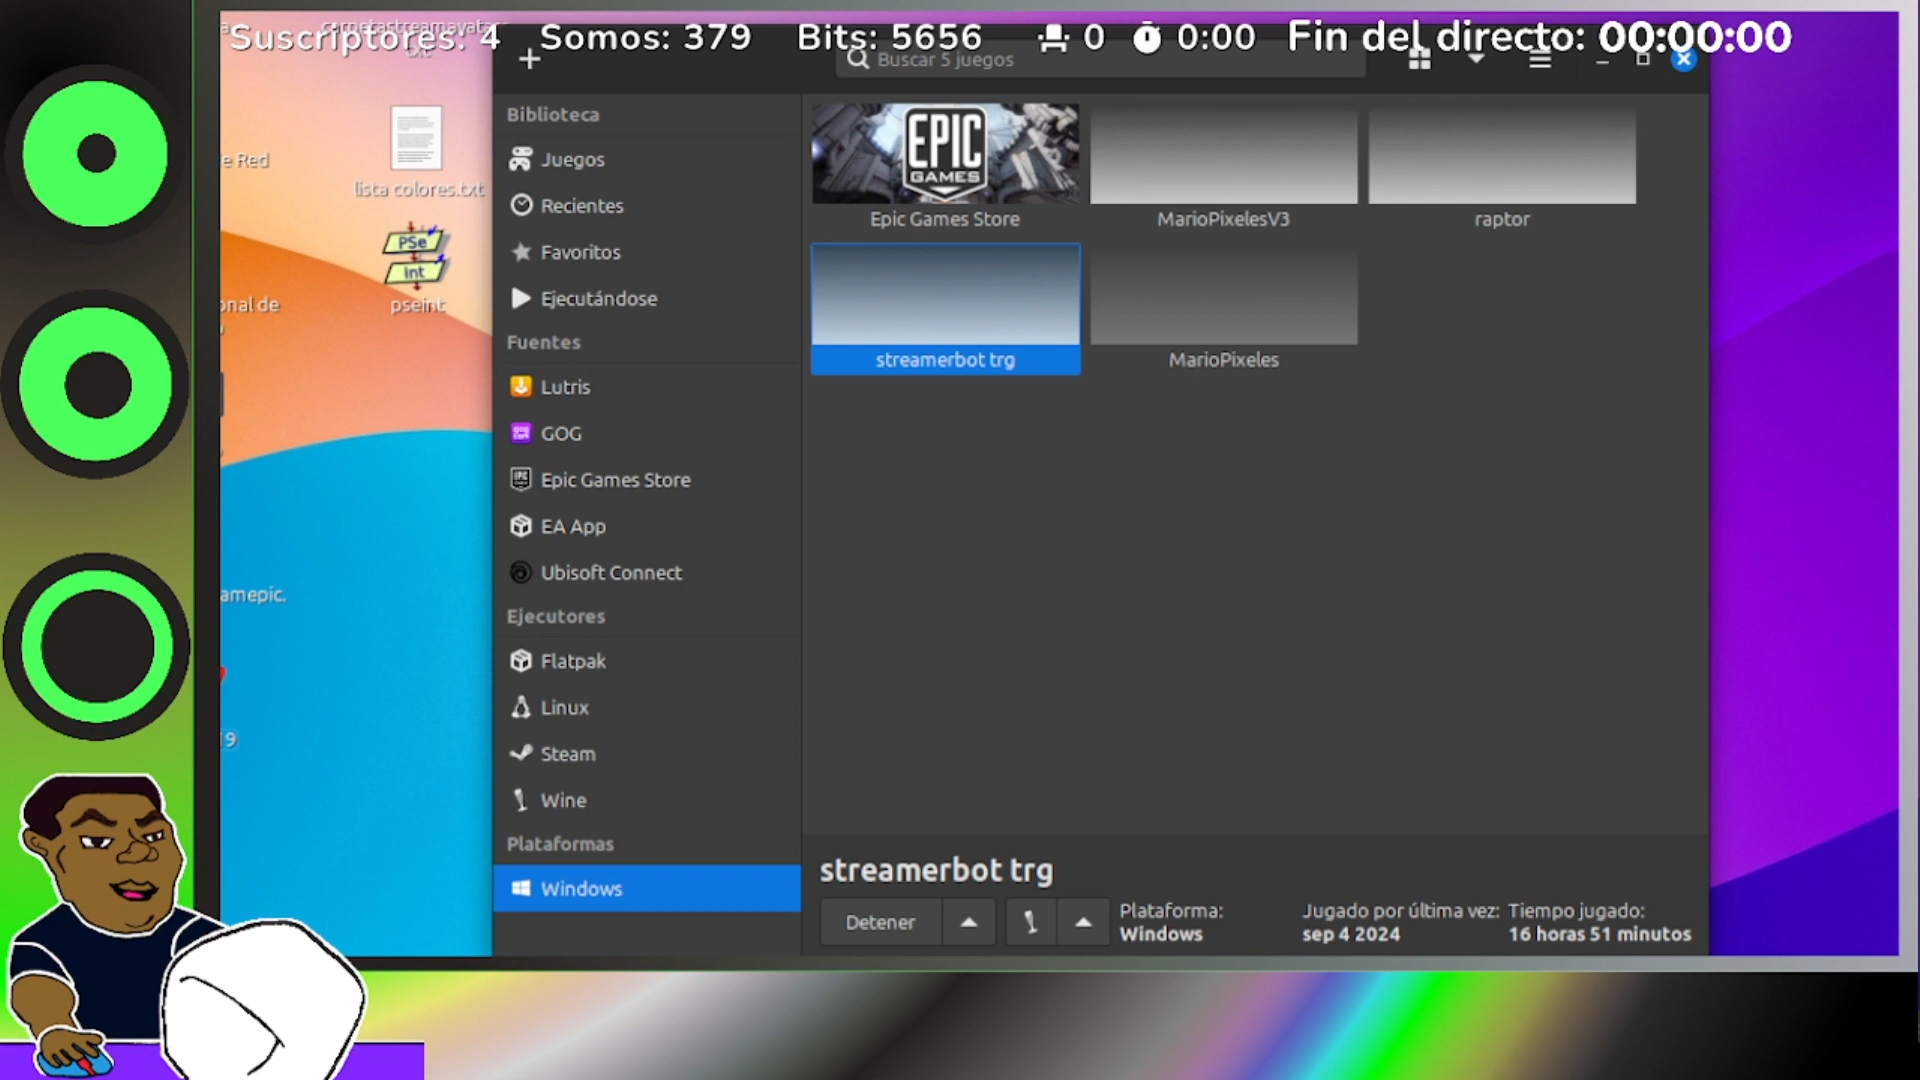 Suscriptores: 4 Somos: 379 Bits: 5656 0 0:00 Fin del directo: 00:00:00
Buscar 5 juegos
e Red
lista colores.txt
PSe
Int
pseint
onal de
amepic.
19
Biblioteca
Juegos
Recientes
Favoritos
Ejecutándose
Fuentes
Lutris
GOG
Epic Games Store
EA App
Ubisoft Connect
Ejecutores
Flatpak
Linux
Steam
Wine
Plataformas
Windows
EPIC
GAMES
Epic Games Store
MarioPixelesV3
raptor
streamerbot trg
MarioPixeles
streamerbot trg
Detener
Plataforma:
Windows
Jugado por última vez:
sep 4 2024
Tiempo jugado:
16 horas 51 minutos